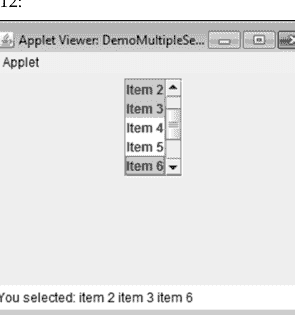 12:
Applet Viewer: DemoMultipleSe...
Applet
Item 2
Item 3
Item 4
Item 5
Item 6
You selected: item 2 item 3 item 6